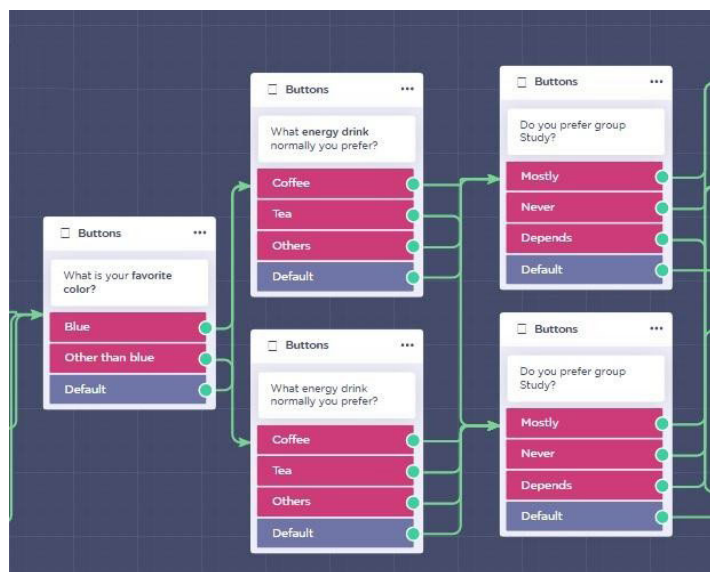 Buttons
What is your favorite
color?
Blue
Other than blue
Default
Buttons
What energy drink
normally you prefer?
Coffee
Tea
Others
Default
Buttons
What energy drink
normally you prefer?
Coffee
Tea
Others
Default
Buttons
Do you prefer group
Study?
Mostly
Never
Depends
Default
Buttons
Do you prefer group
Study?
Mostly
Never
Depends
Default